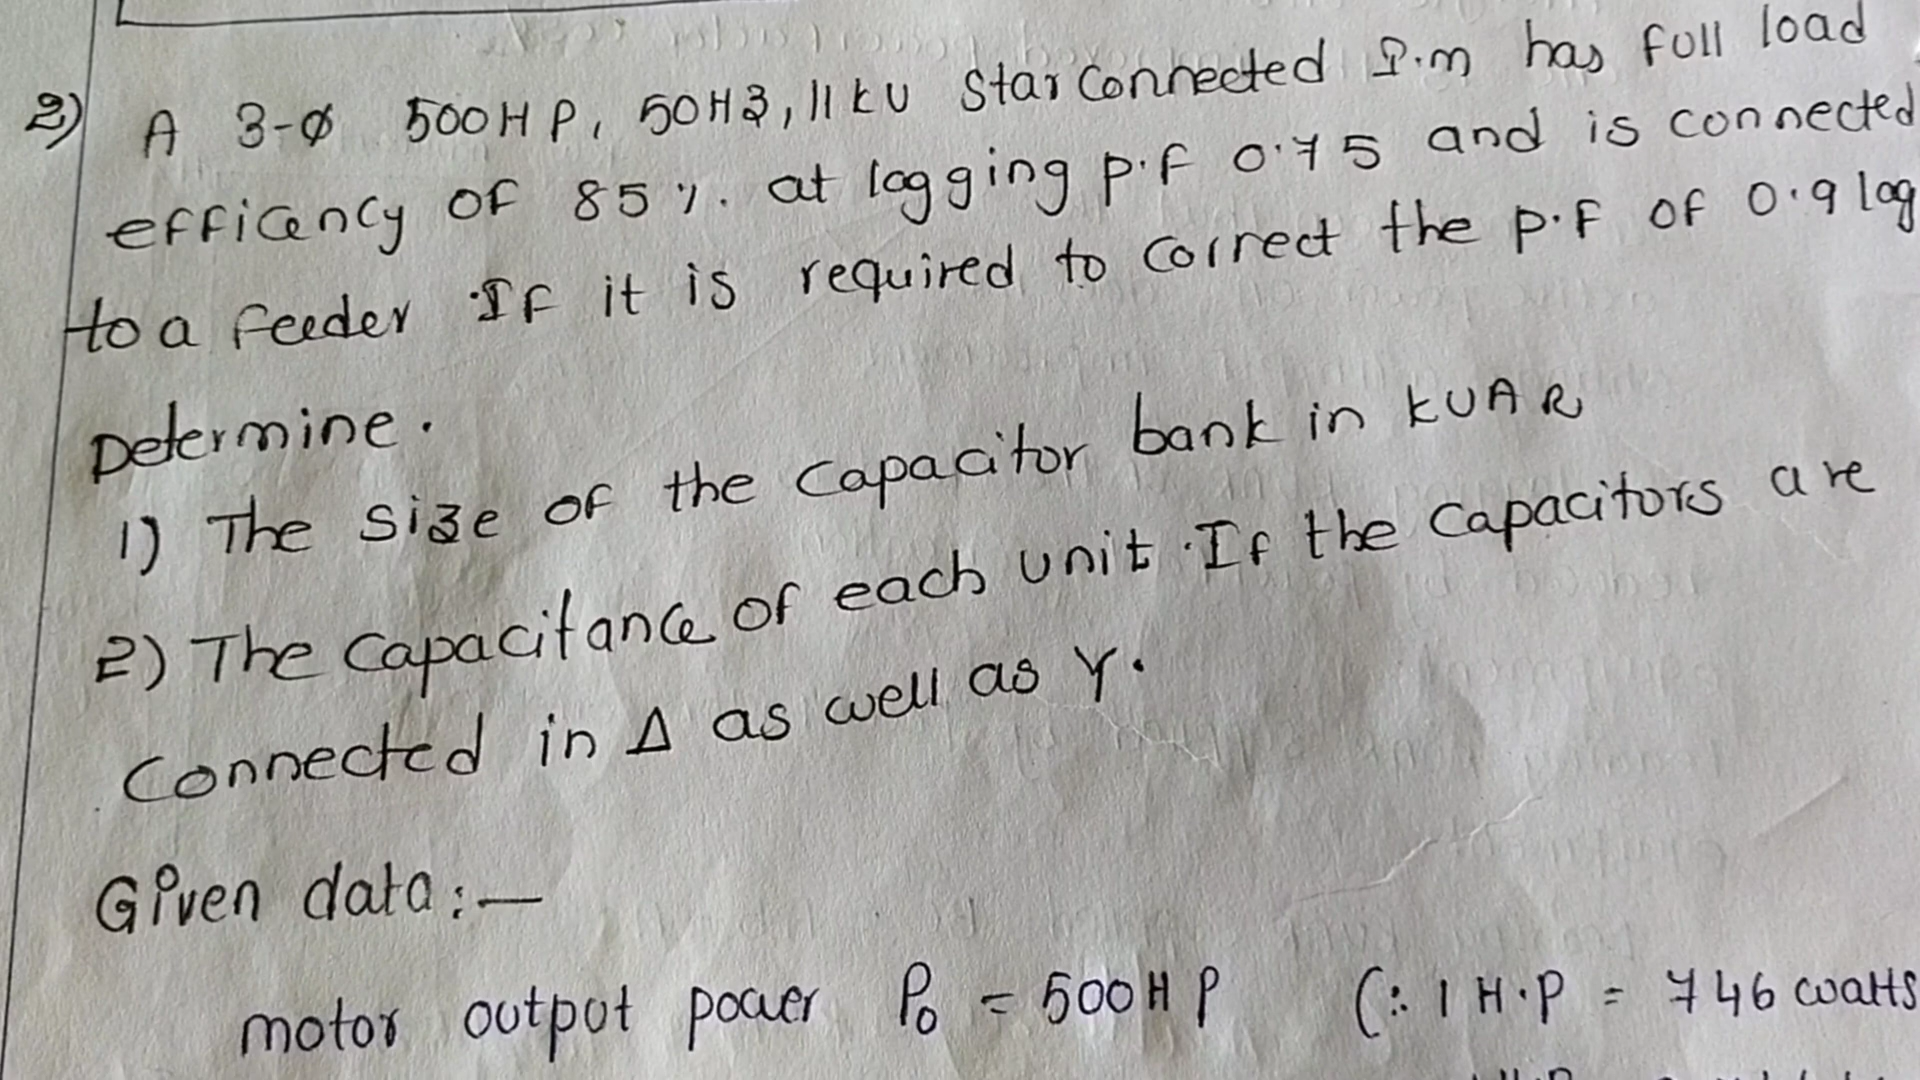 2) A 3-ϕ 500HP, 50Hz, 11kV Star Connected I.m has full load
efficency of 85%. at lagging p.f 0.75 and is connected
to a feeder. If it is required to correct the p.f of 0.9 lag
Determine.
1) The size of the capacitor bank in KVAR
2) The capacitance of each unit. If the capacitors are
connected in Δ as well as Y.
Given data:—
motor output power P₀ = 500HP (∵ 1 H.P = 746 watts